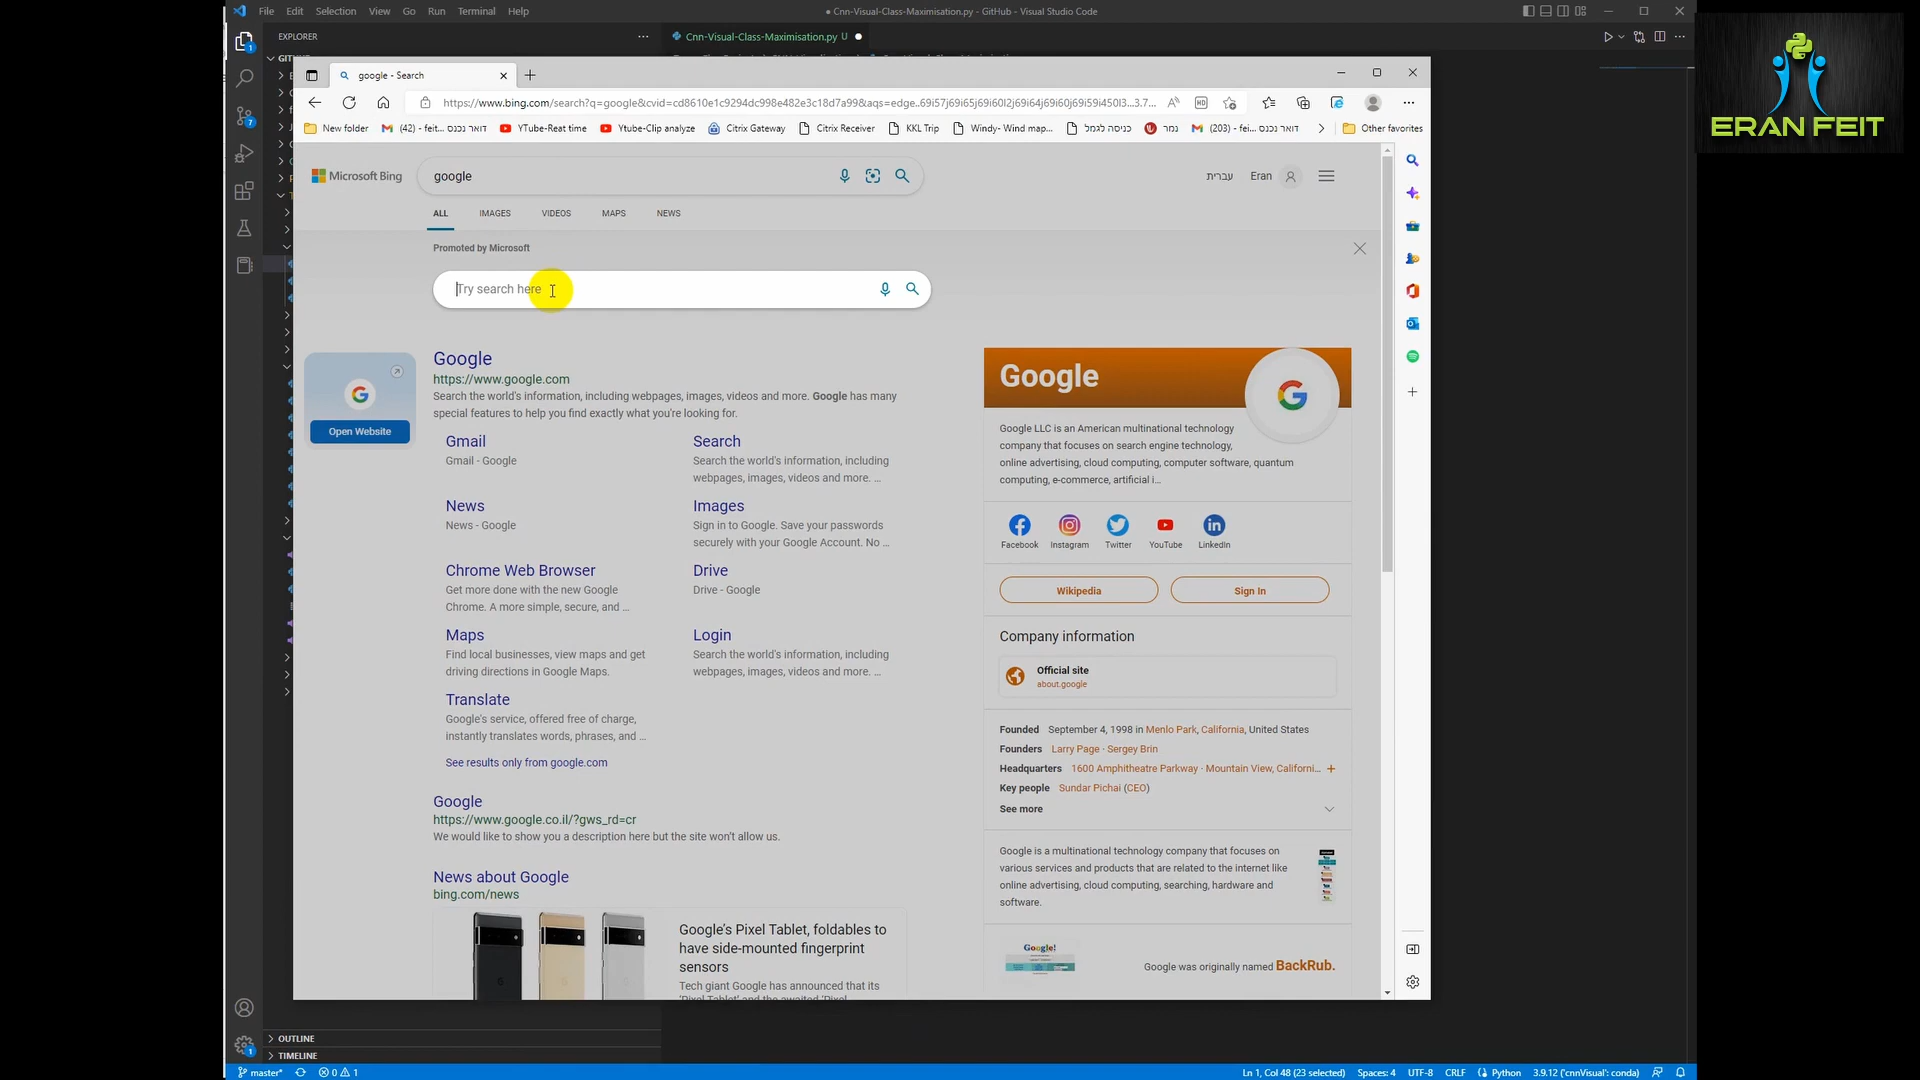 File Edit Selection View Go Run Terminal Help
● Cnn-Visual-Class-Maximisation.py - GitHub - Visual Studio Code
EXPLORER
Cnn-Visual-Class-Maximisation.py U
google - Search
https://www.bing.com/search?q=google&cvid=cd8610e1c9294dc998e482e3c18d7a99&aqs=edge..69i57j69i65j69i60l2j69i64j69i60j69i59i450l3...3.7...
New folder
(42) - feit... דואר נכנס
YTube-Reat time
Ytube-Clip analyze
Citrix Gateway
Citrix Receiver
KKL Trip
Windy- Wind map...
כניסה לגמל
נמר
(203) - fei... דואר נכנס
Other favorites
Microsoft Bing
google
עברית
Eran
ALL IMAGES VIDEOS MAPS NEWS
Promoted by Microsoft
Try search here
Open Website
Google
https://www.google.com
Search the world's information, including webpages, images, videos and more. Google has many
special features to help you find exactly what you're looking for.
Gmail
Gmail - Google
Search
Search the world's information, including
webpages, images, videos and more. ...
News
News - Google
Images
Sign in to Google. Save your passwords
securely with your Google Account. No ...
Chrome Web Browser
Get more done with the new Google
Chrome. A more simple, secure, and ...
Drive
Drive - Google
Maps
Find local businesses, view maps and get
driving directions in Google Maps.
Login
Search the world's information, including
webpages, images, videos and more. ...
Translate
Google's service, offered free of charge,
instantly translates words, phrases, and ...
See results only from google.com
Google
https://www.google.co.il/?gws_rd=cr
We would like to show you a description here but the site won't allow us.
News about Google
bing.com/news
Google's Pixel Tablet, foldables to
have side-mounted fingerprint
sensors
Tech giant Google has announced that its
Google
Google LLC is an American multinational technology
company that focuses on search engine technology,
online advertising, cloud computing, computer software, quantum
computing, e-commerce, artificial i...
Facebook Instagram Twitter YouTube LinkedIn
Wikipedia
Sign In
Company information
Official site
about.google
Founded September 4, 1998 in Menlo Park, California, United States
Founders Larry Page · Sergey Brin
Headquarters 1600 Amphitheatre Parkway · Mountain View, Californi...
Key people Sundar Pichai (CEO)
See more
Google is a multinational technology company that focuses on
various services and products that are related to the internet like
online advertising, cloud computing, searching, hardware and
software.
Google!
Google was originally named BackRub.
OUTLINE
TIMELINE
master* 0 1
Ln 1, Col 48 (23 selected) Spaces: 4 UTF-8 CRLF Python 3.9.12 ('cnnVisual': conda)
ERAN FEIT